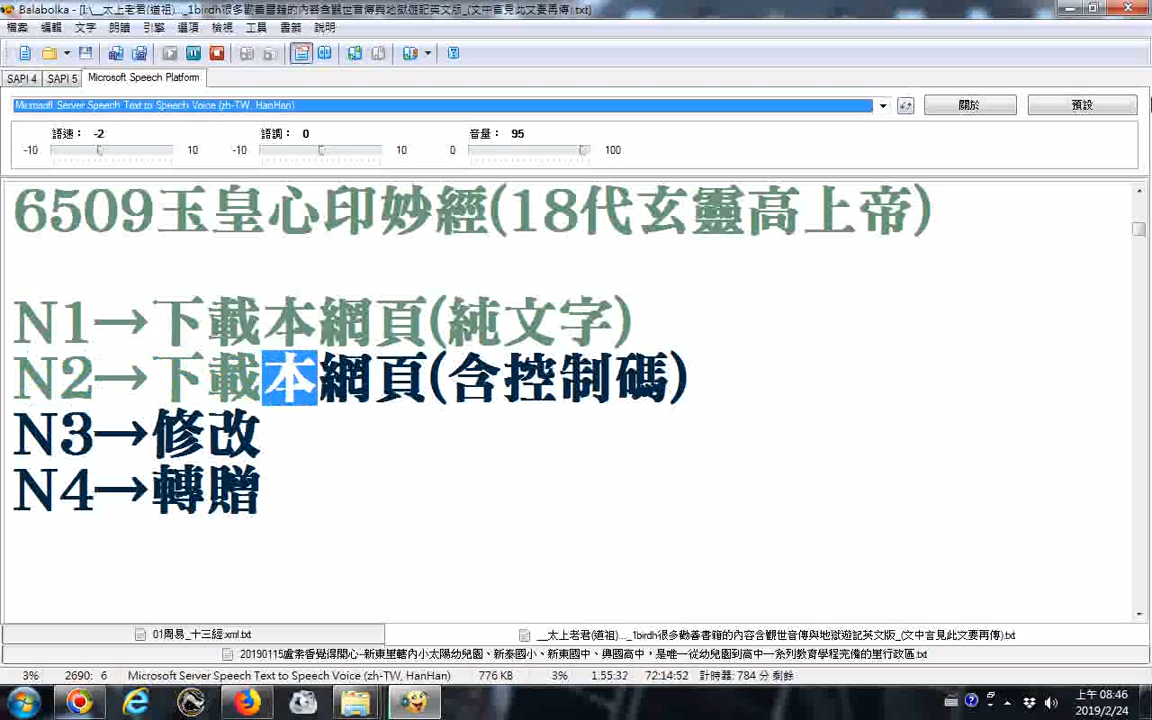 Balabolka - [I:\__太上老君(道祖)..._1birdh很多勸善書籍的內容含觀世音傳與地獄遊記英文版_(文中言見此文要再傳).txt]
檔案 編輯 文字 朗讀 引擎 選項 檢視 工具 書籤 說明
SAPI 4 SAPI 5 Microsoft Speech Platform
Microsoft Server Speech Text to Speech Voice (zh-TW, HanHan)
關於 預設
語速： -2 語調： 0 音量： 95
-10 10 -10 10 0 100
6509玉皇心印妙經(18代玄靈高上帝)
N1→下載本網頁(純文字)
N2→下載本網頁(含控制碼)
N3→修改
N4→轉贈
01周易_十三經.xml.txt
__太上老君(道祖)..._1birdh很多勸善書籍的內容含觀世音傳與地獄遊記英文版_(文中言見此文要再傳).txt
20190115盧素香覺得開心-新東里轄內小太陽幼兒園、新泰國小、新東國中、興國高中，是唯一從幼兒園到高中一系列教育學程完備的里行政區.txt
3% 2690: 6 Microsoft Server Speech Text to Speech Voice (zh-TW, HanHan) 776 KB 3% 1:55:32 72:14:52 計時器: 784 分 剩餘
上午 08:46
2019/2/24